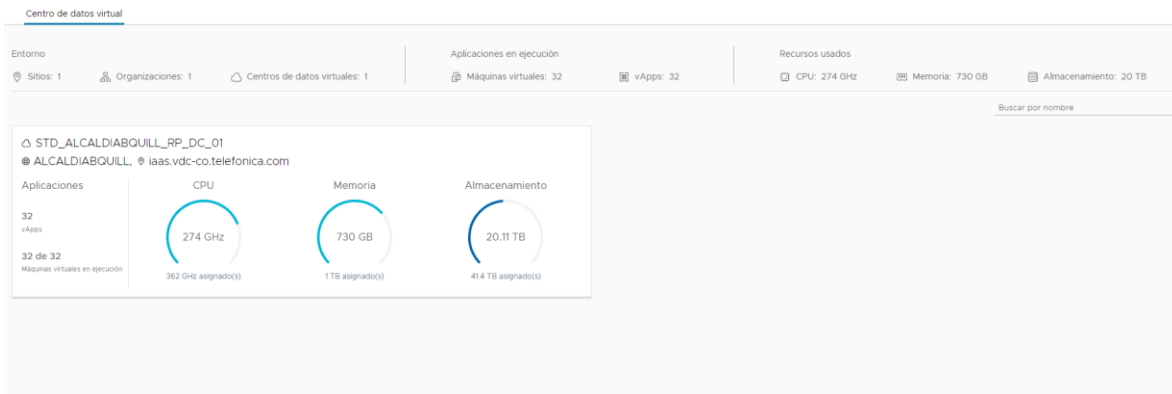 Centro de datos virtual
Entorno
Sitios: 1
Organizaciones: 1
Centros de datos virtuales: 1
Aplicaciones en ejecución
Máquinas virtuales: 32
vApps: 32
Recursos usados
CPU: 274 GHz
Memoria: 730 GB
Almacenamiento: 20 TB
Buscar por nombre
STD_ALCALDIABQUILL_RP_DC_01
ALCALDIABQUILL, iaas.vdc-co.telefonica.com
Aplicaciones
32
vApps
32 de 32
Máquinas virtuales en ejecución
CPU
274 GHz
362 GHz asignado(s)
Memoria
730 GB
1 TB asignado(s)
Almacenamiento
20.11 TB
41.4 TB asignado(s)